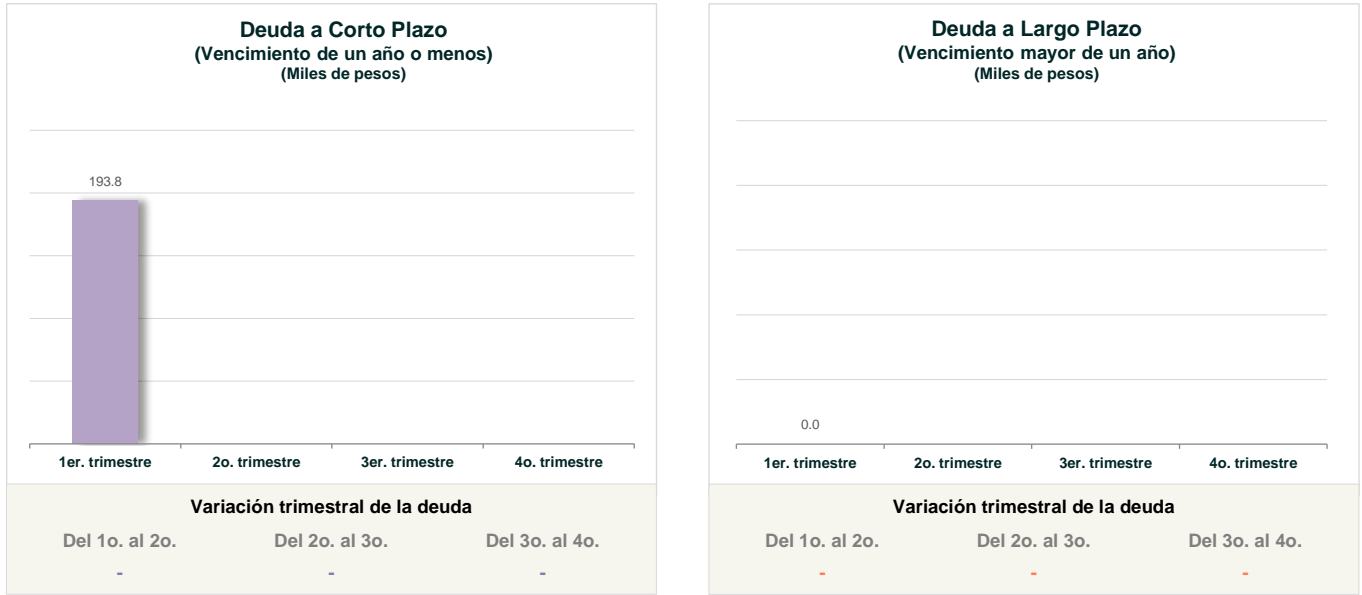 Deuda a Corto Plazo
(Vencimiento de un año o menos)
(Miles de pesos)
193.8
1er. trimestre 2o. trimestre 3er. trimestre 4o. trimestre
Variación trimestral de la deuda
Del 1o. al 2o. Del 2o. al 3o. Del 3o. al 4o.
- - -
Deuda a Largo Plazo
(Vencimiento mayor de un año)
(Miles de pesos)
0.0
1er. trimestre 2o. trimestre 3er. trimestre 4o. trimestre
Variación trimestral de la deuda
Del 1o. al 2o. Del 2o. al 3o. Del 3o. al 4o.
- - -